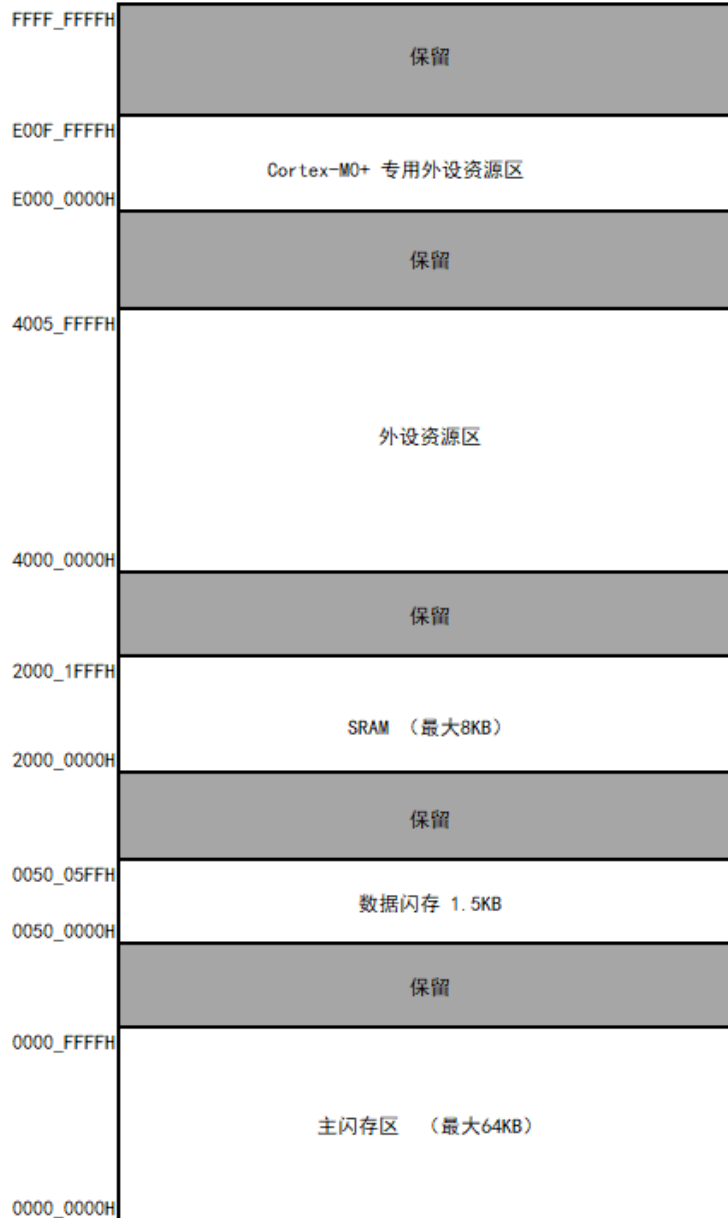 FFFF_FFFFH
保留
E00F_FFFFH
Cortex-M0+ 专用外设资源区
E000_0000H
保留
4005_FFFFH
外设资源区
4000_0000H
保留
2000_1FFFH
SRAM （最大8KB）
2000_0000H
保留
0050_05FFH
数据闪存 1.5KB
0050_0000H
保留
0000_FFFFH
主闪存区 （最大64KB）
0000_0000H